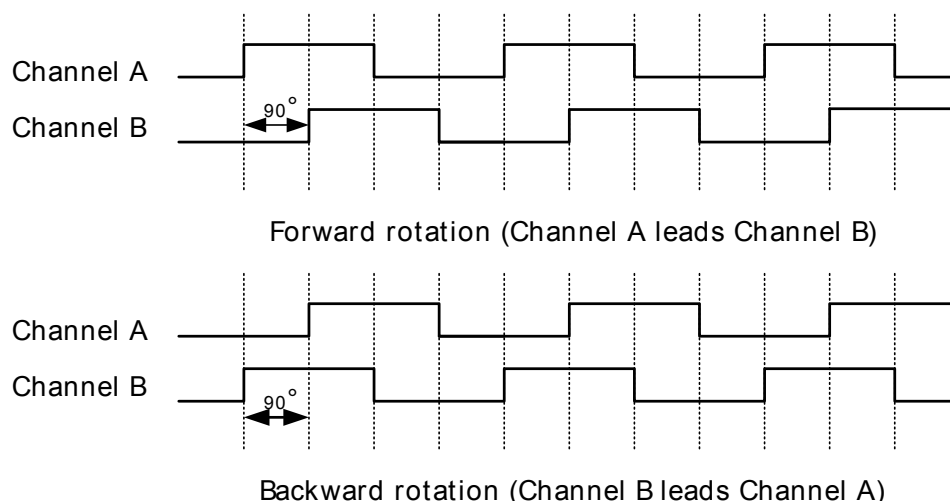 Channel A
90°
Channel B
Forward rotation (Channel A leads Channel B)
Channel A
Channel B
90°
Backward rotation (Channel B leads Channel A)